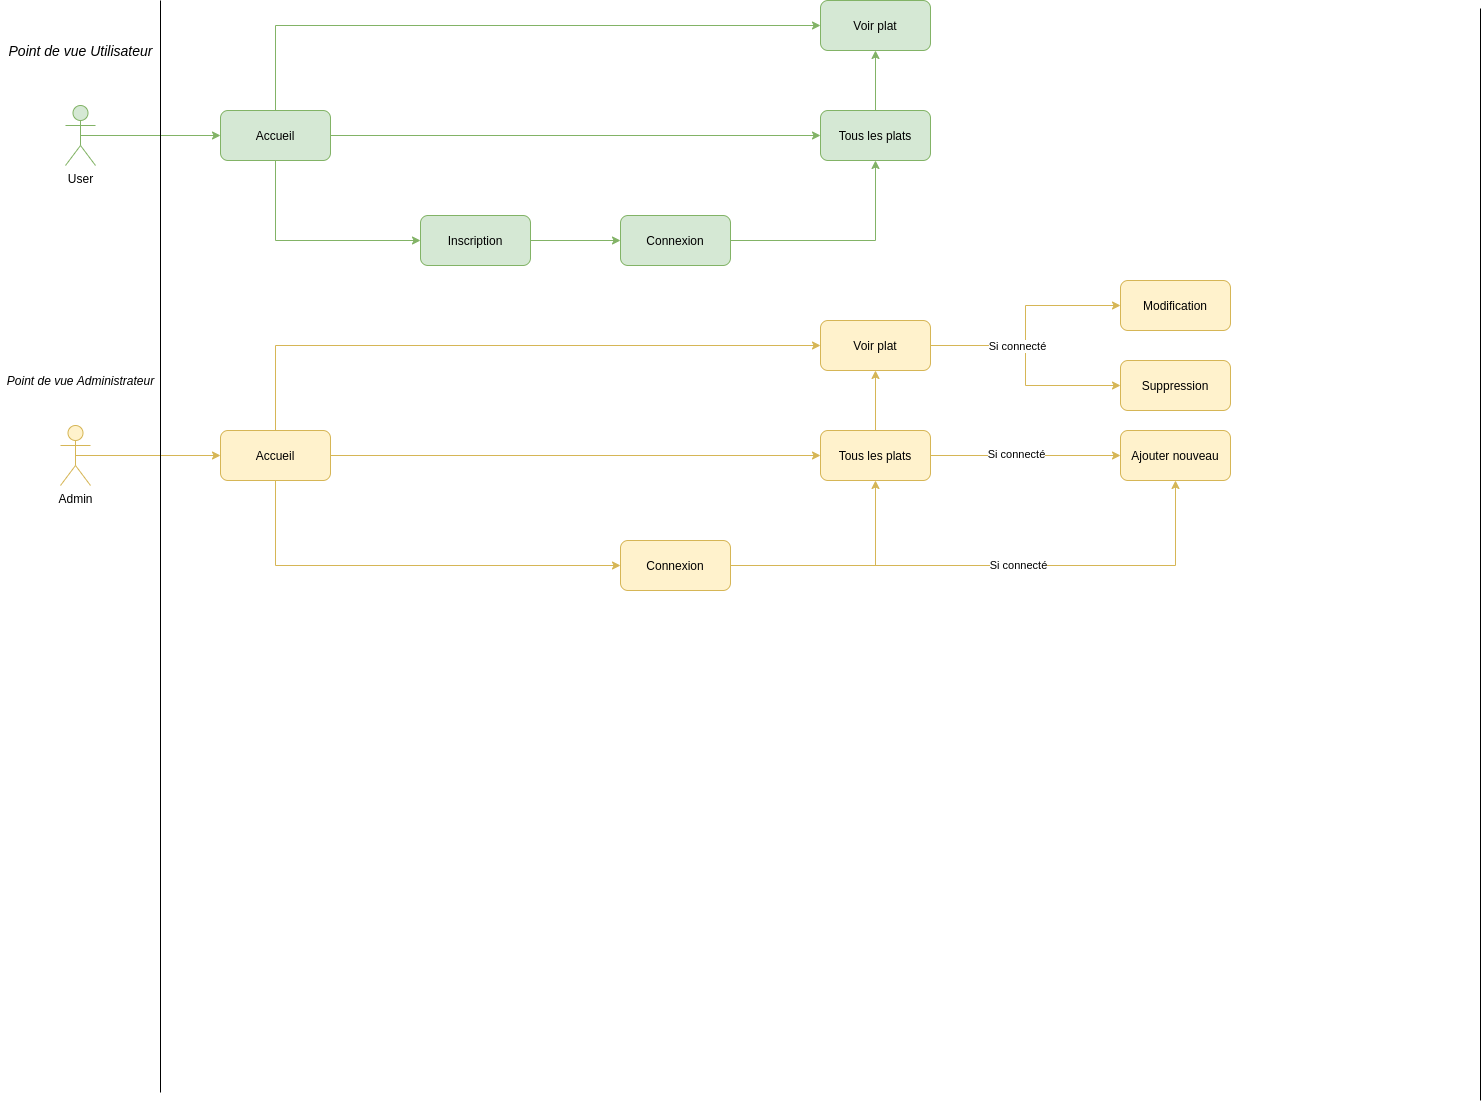 Voir plat
Point de vue Utilisateur
Accueil
Tous les plats
User
Inscription
Connexion
Modification
Voir plat
Si connecté
Point de vue Administrateur
Suppression
Accueil
Tous les plats
Si connecté
Ajouter nouveau
Admin
Connexion
Si connecté